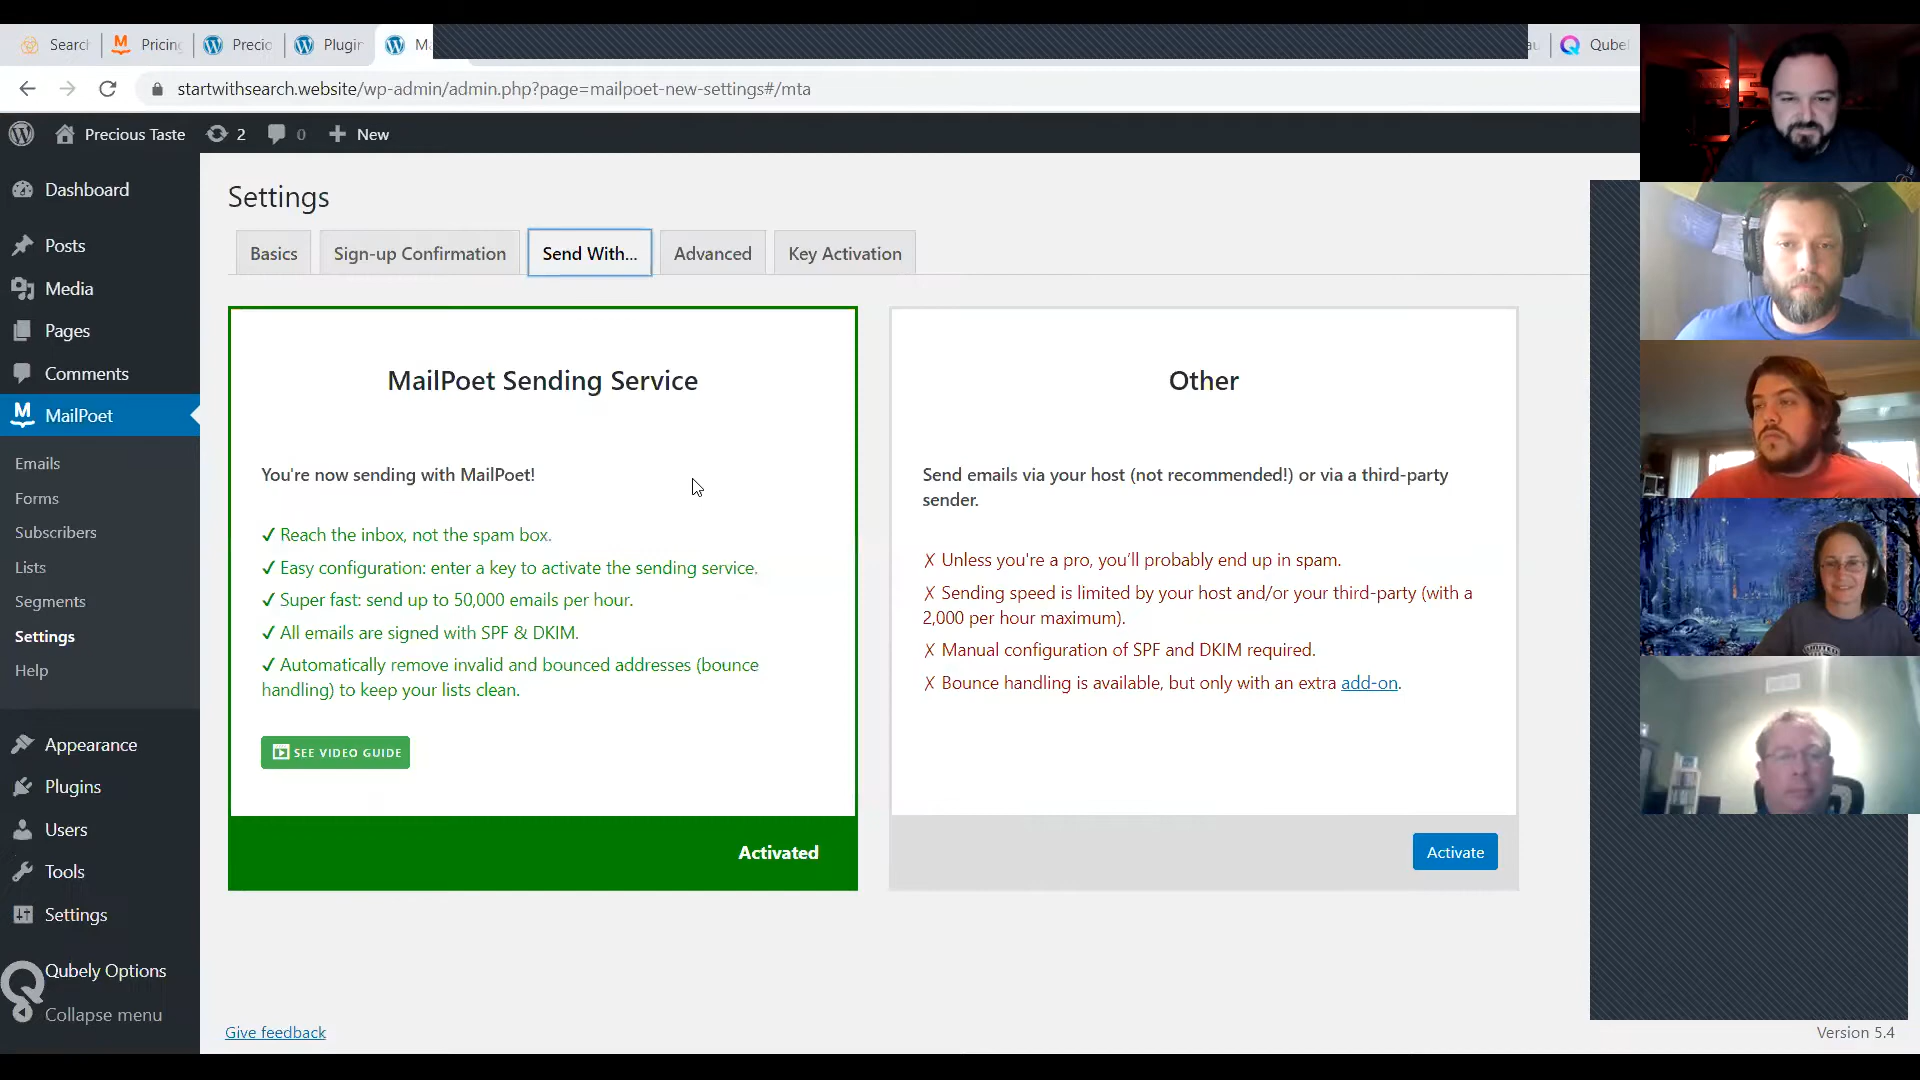 Search
Pricing
Precio
Plugin
M
Qubel
startwithsearch.website/wp-admin/admin.php?page=mailpoet-new-settings#/mta
Precious Taste
2
0
New
Dashboard
Posts
Media
Pages
Comments
MailPoet
Emails
Forms
Subscribers
Lists
Segments
Settings
Help
Appearance
Plugins
Users
Tools
Settings
Qubely Options
Collapse menu
Settings
Basics
Sign-up Confirmation
Send With...
Advanced
Key Activation
MailPoet Sending Service
You're now sending with MailPoet!
✓ Reach the inbox, not the spam box.
✓ Easy configuration: enter a key to activate the sending service.
✓ Super fast: send up to 50,000 emails per hour.
✓ All emails are signed with SPF & DKIM.
✓ Automatically remove invalid and bounced addresses (bounce
handling) to keep your lists clean.
SEE VIDEO GUIDE
Activated
Other
Send emails via your host (not recommended!) or via a third-party
sender.
✗ Unless you're a pro, you’ll probably end up in spam.
✗ Sending speed is limited by your host and/or your third-party (with a
2,000 per hour maximum).
✗ Manual configuration of SPF and DKIM required.
✗ Bounce handling is available, but only with an extra add-on.
Activate
Give feedback
Version 5.4